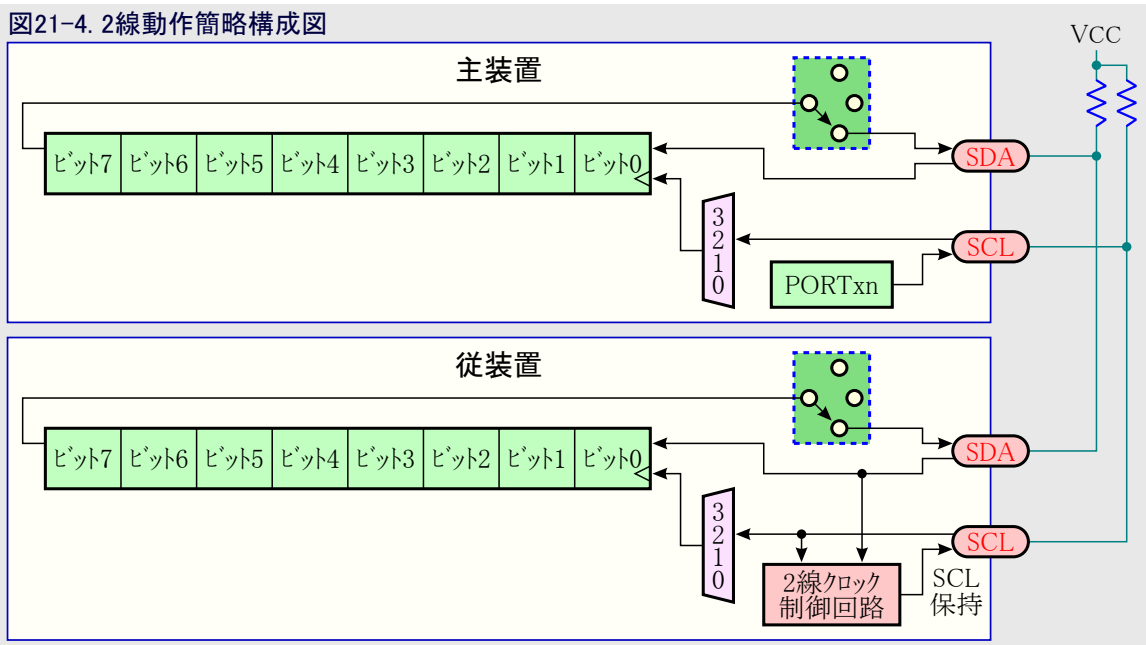 図21-4. 2線動作簡略構成図
VCC
主装置
ビット7 ビット6 ビット5 ビット4 ビット3 ビット2 ビット1 ビット0
SDA
3
2
1
0
SCL
PORTxn
従装置
ビット7 ビット6 ビット5 ビット4 ビット3 ビット2 ビット1 ビット0
SDA
3
2
1
0
SCL
2線クロック
制御回路
SCL
保持